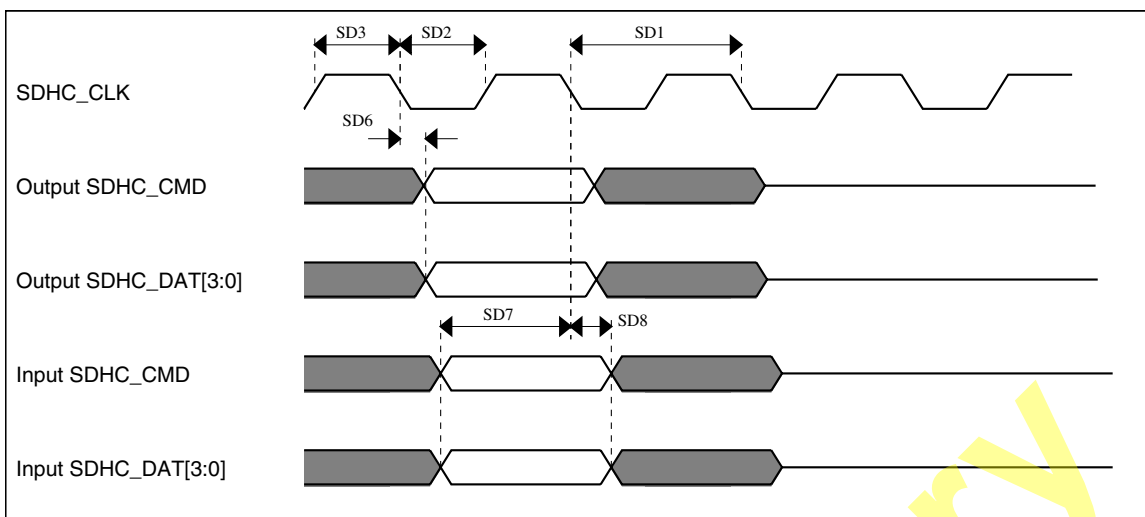 SD3 SD2 SD1
SDHC_CLK
SD6
Output SDHC_CMD
Output SDHC_DAT[3:0]
SD7 SD8
Input SDHC_CMD
Input SDHC_DAT[3:0]
ry